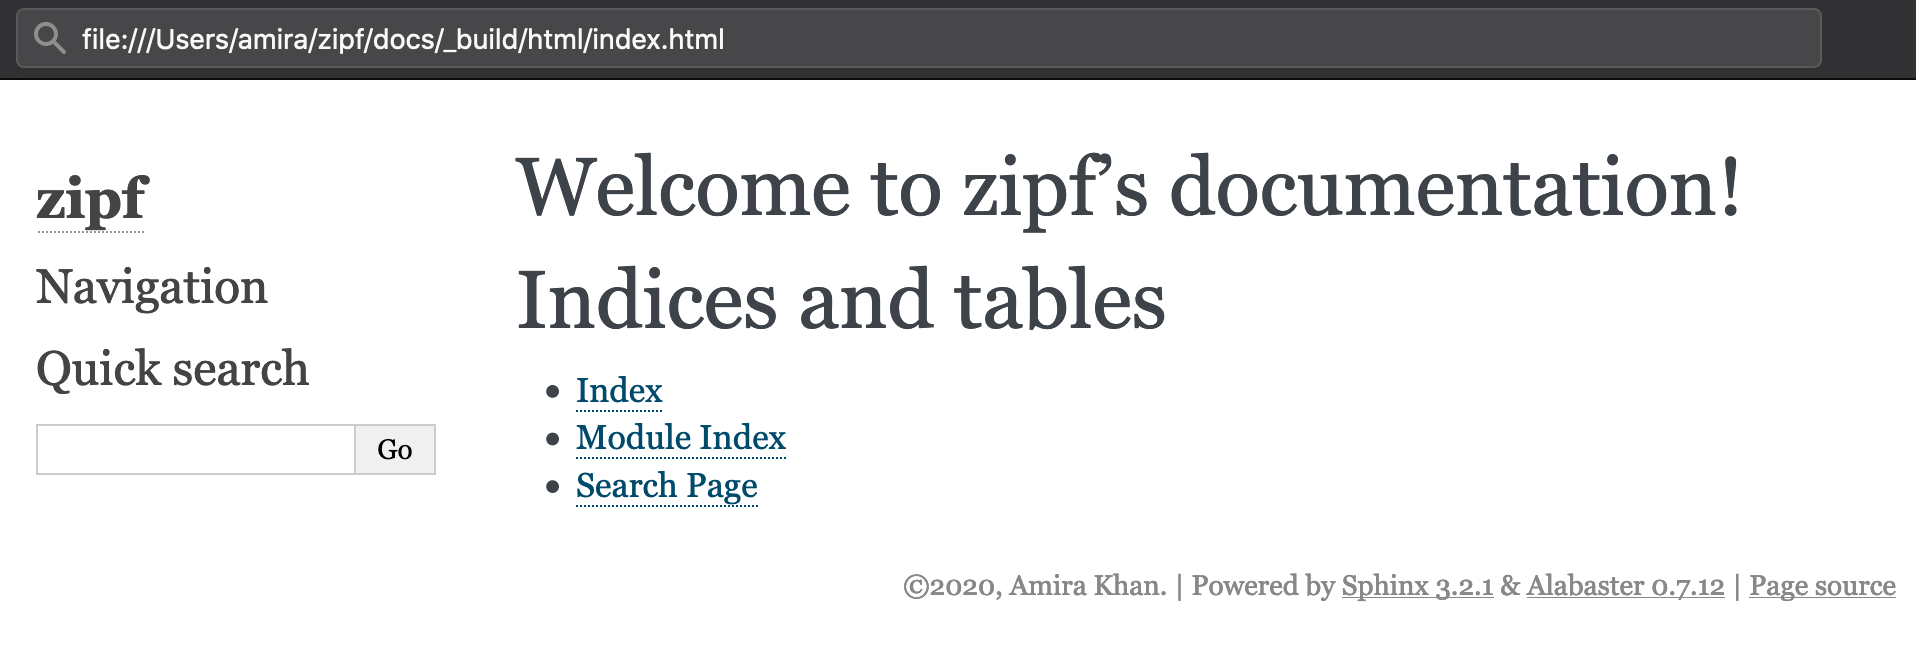 file:///Users/amira/zipf/docs/_build/html/index.html
zipf
Navigation
Quick search
Go
Welcome to zipf’s documentation!
Indices and tables
Index
Module Index
Search Page
©2020, Amira Khan. | Powered by Sphinx 3.2.1 & Alabaster 0.7.12 | Page source